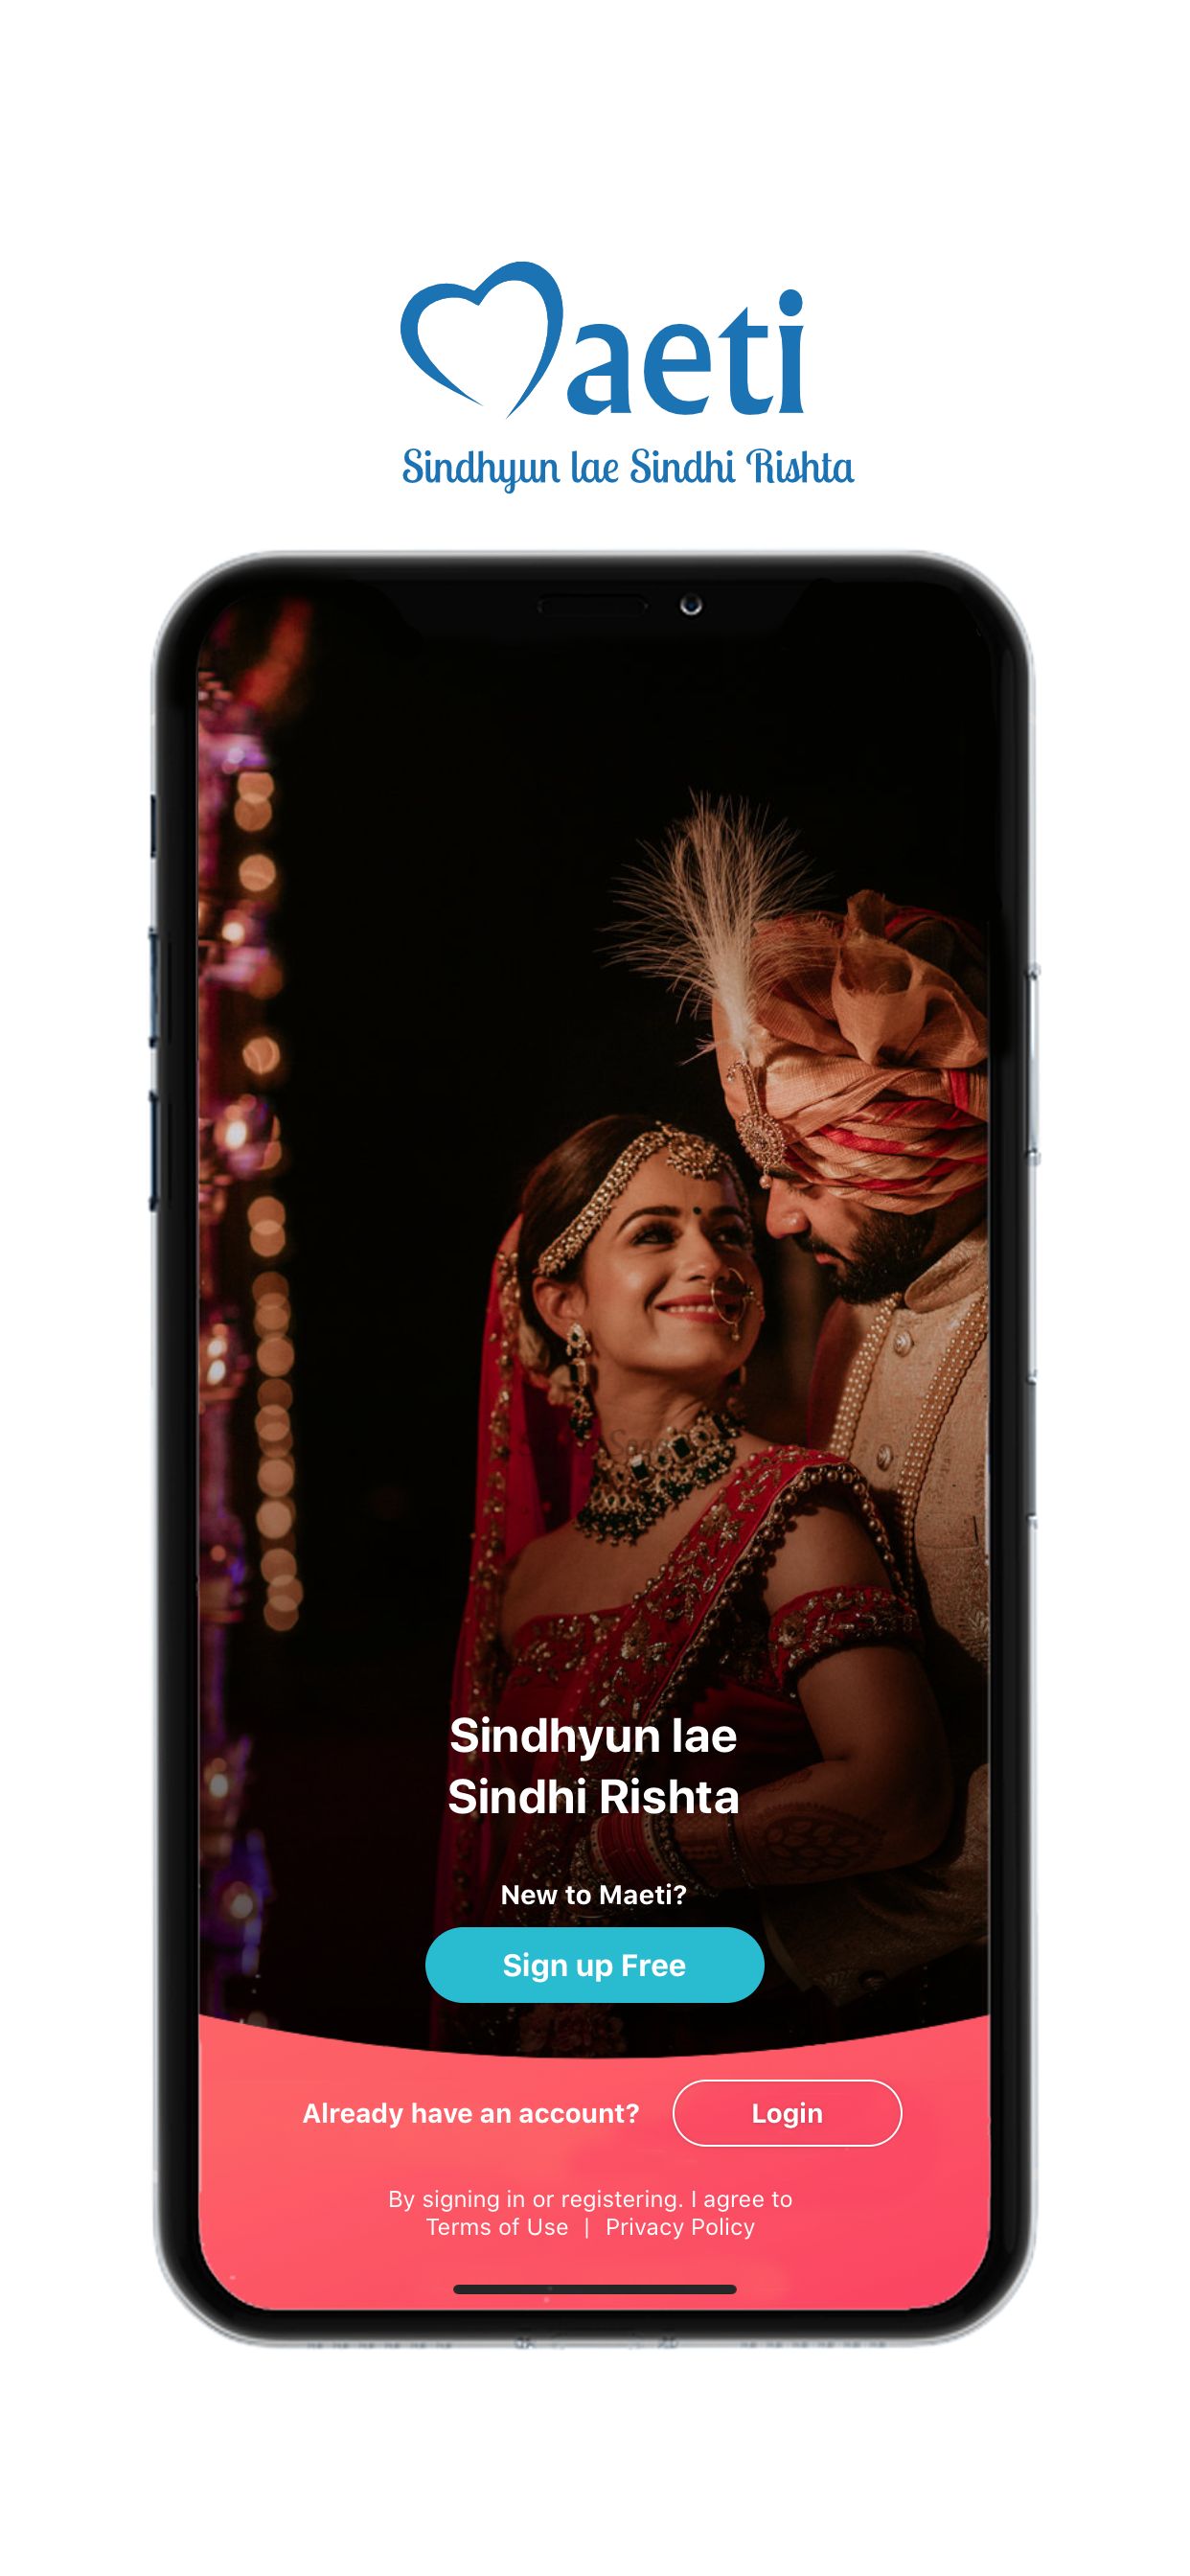 Maeti
Sindhyun lae Sindhi Rishta
Sindhyun lae
Sindhi Rishta
New to Maeti?
Sign up Free
Already have an account? Login
By signing in or registering. I agree to
Terms of Use | Privacy Policy